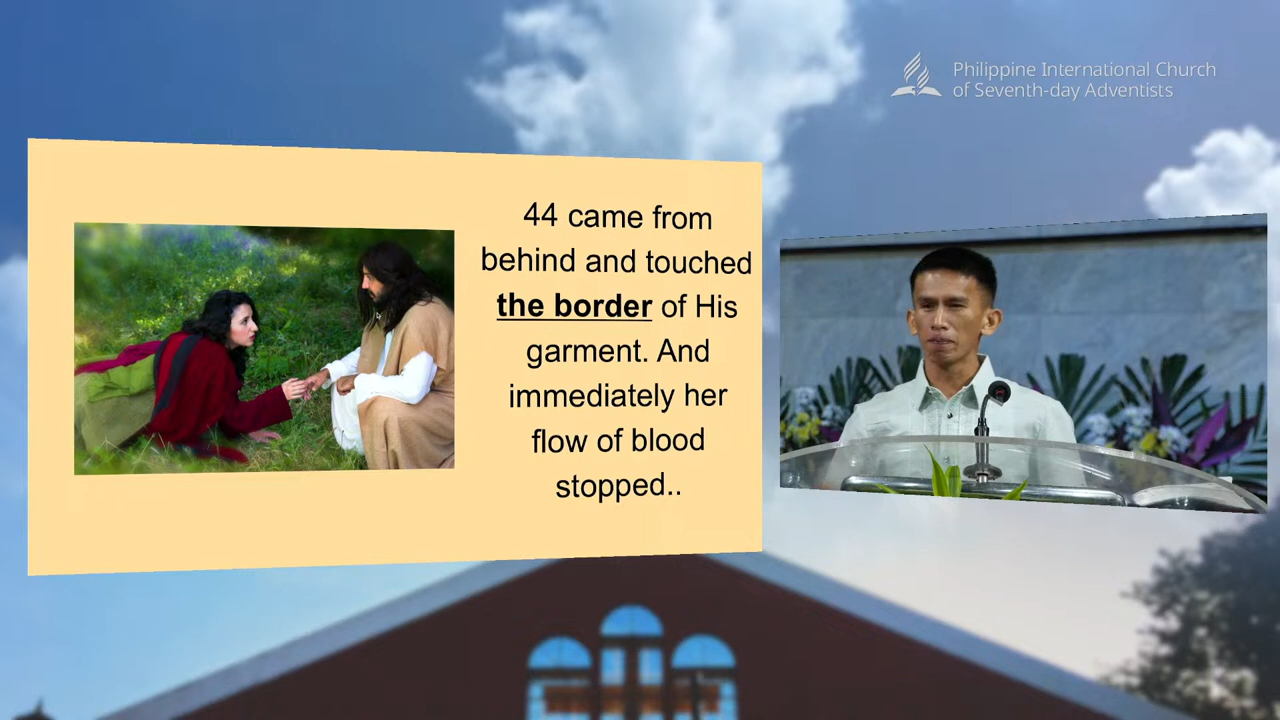 Philippine International Church
of Seventh-day Adventists
44 came from
behind and touched
the border of His
garment. And
immediately her
flow of blood
stopped..